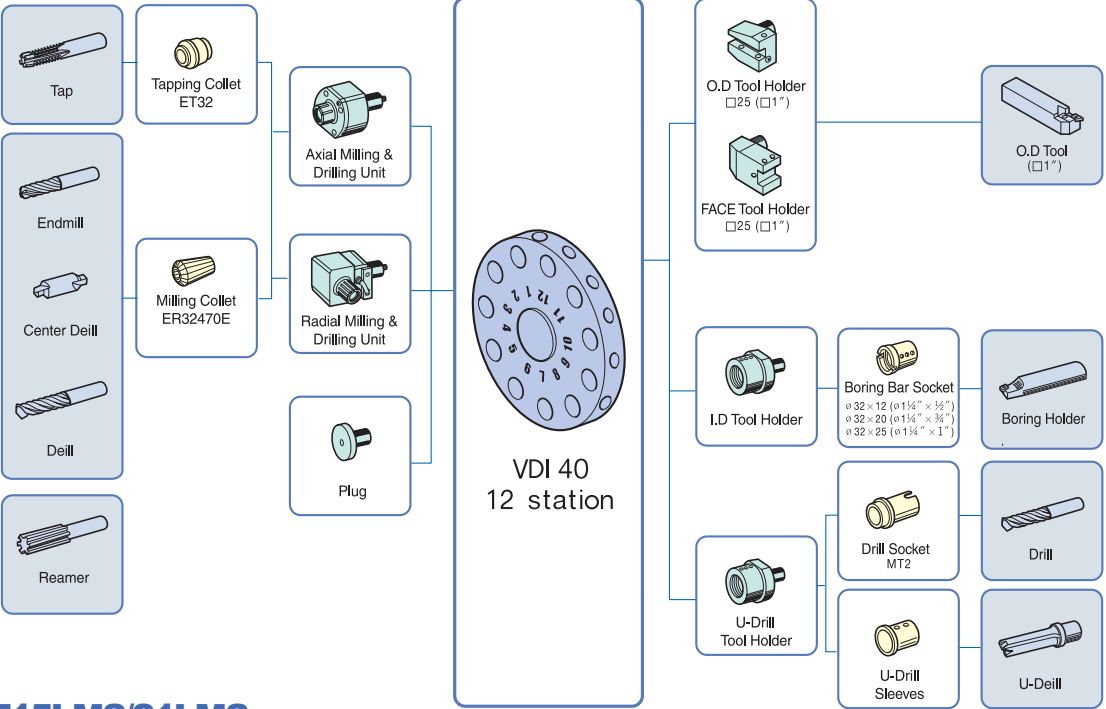 Tap
Tapping Collet
ET32
Axial Milling &
Drilling Unit
Endmill
Center Deill
Deill
Milling Collet
ER32470E
Radial Milling &
Drilling Unit
Plug
Reamer
1 2 3 4 5 6 7 8 9 10 11 12
VDI 40
12 station
O.D Tool Holder
□25 (□1″)
FACE Tool Holder
□25 (□1″)
O.D Tool
(□1″)
I.D Tool Holder
Boring Bar Socket
ø32×12 (ø1¼″×½″)
ø32×20 (ø1¼″×¾″)
ø32×25 (ø1¼″×1″)
Boring Holder
U-Drill
Tool Holder
Drill Socket
MT2
Drill
U-Drill
Sleeves
U-Deill